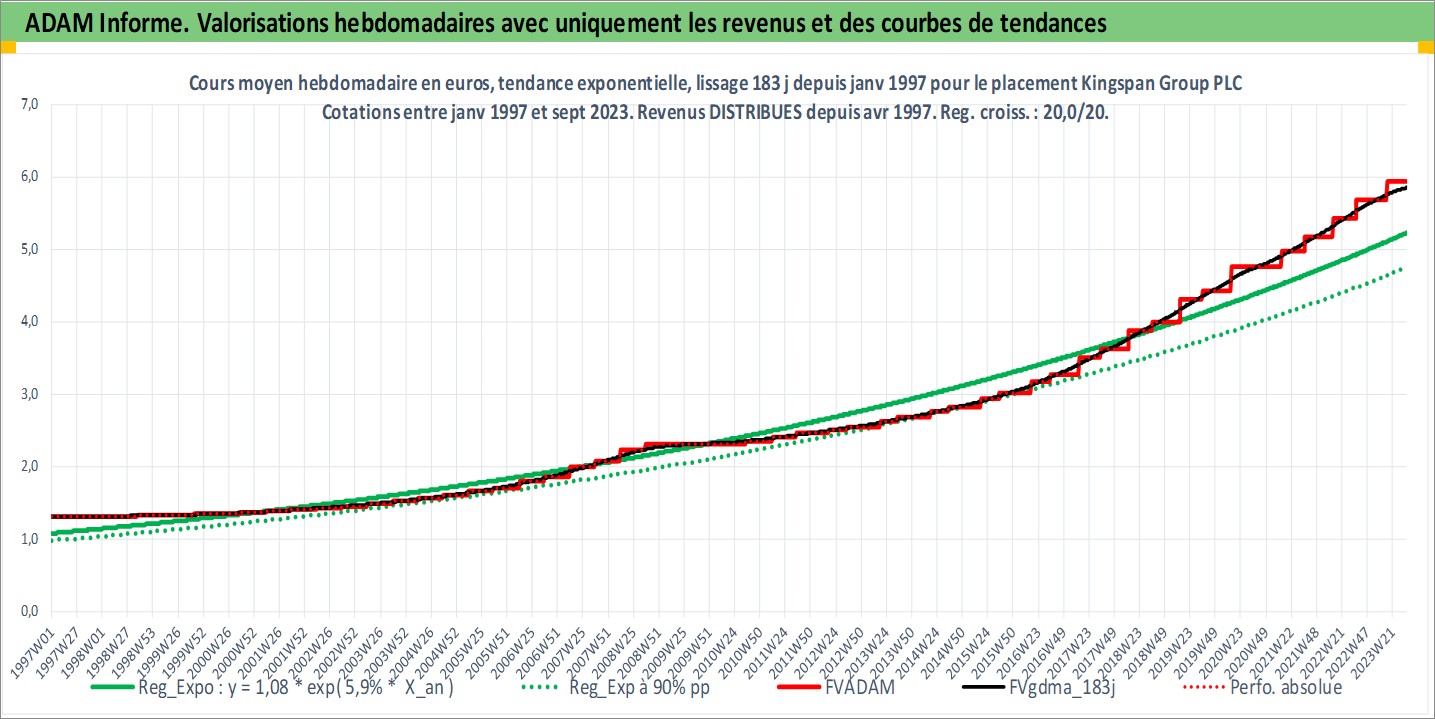 ADAM Informe. Valorisations hebdomadaires avec uniquement les revenus et des courbes de tendances
Cours moyen hebdomadaire en euros, tendance exponentielle, lissage 183 j depuis janv 1997 pour le placement Kingspan Group PLC
Cotations entre janv 1997 et sept 2023. Revenus DISTRIBUES depuis avr 1997. Reg. croiss. : 20,0/20.
7,0
6,0
5,0
4,0
3,0
2,0
1,0
0,0
1997W01
1997W27
1998W01
1998W27
1998W53
1999W26
1999W52
2000W26
2000W52
2001W26
2001W52
2002W26
2002W52
2003W26
2003W52
2004W26
2004W52
2005W25
2005W51
2006W25
2006W51
2007W25
2007W51
2008W25
2008W51
2009W25
2009W51
2010W24
2010W50
2011W24
2011W50
2012W24
2012W50
2013W24
2013W50
2014W24
2014W50
2015W24
2015W50
2016W23
2016W49
2017W23
2017W49
2018W23
2018W49
2019W23
2019W49
2020W23
2020W49
2021W22
2021W48
2022W21
2022W47
2023W21
Reg_Expo : y = 1,08 * exp( 5,9% * X_an )
Reg_Exp à 90% pp
FVADAM
FVgdma_183j
Perfo. absolue